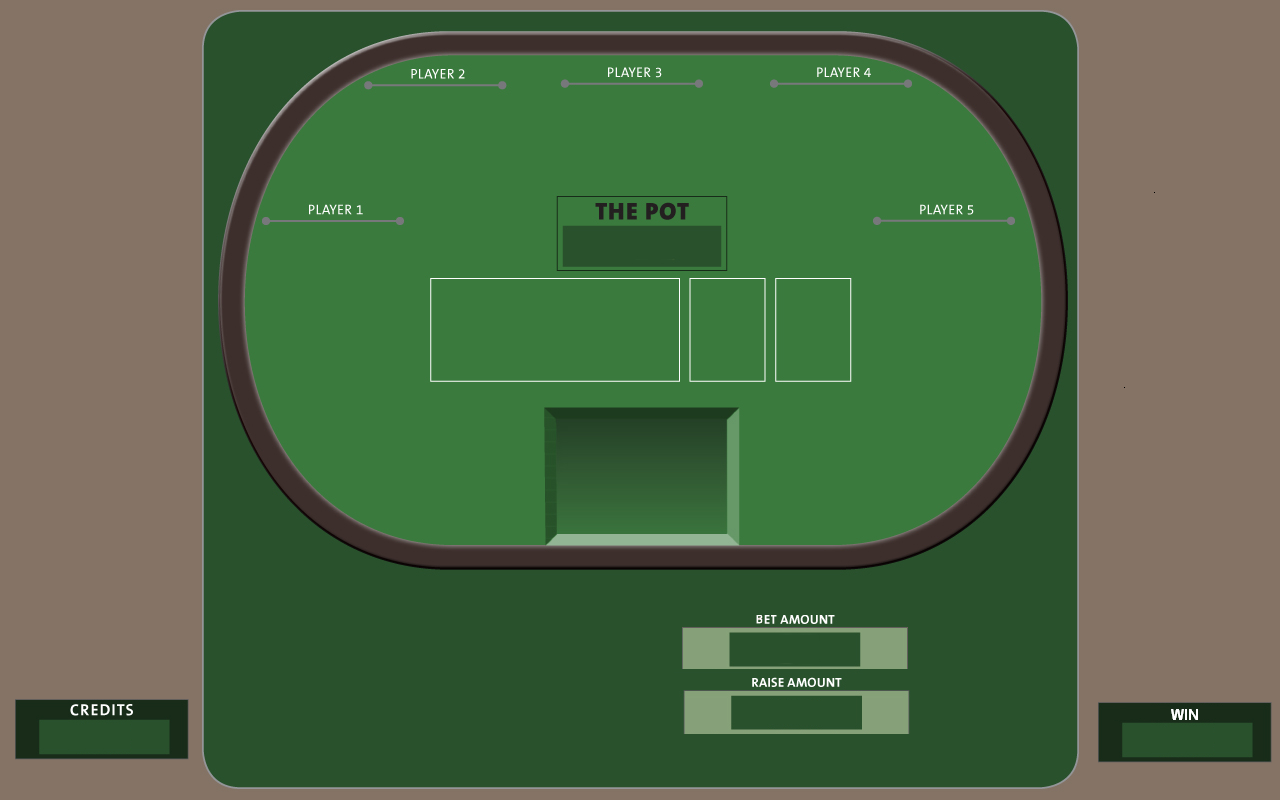 PLAYER 2
PLAYER 3
PLAYER 4
PLAYER 1
THE POT
PLAYER 5
BET AMOUNT
RAISE AMOUNT
CREDITS
WIN